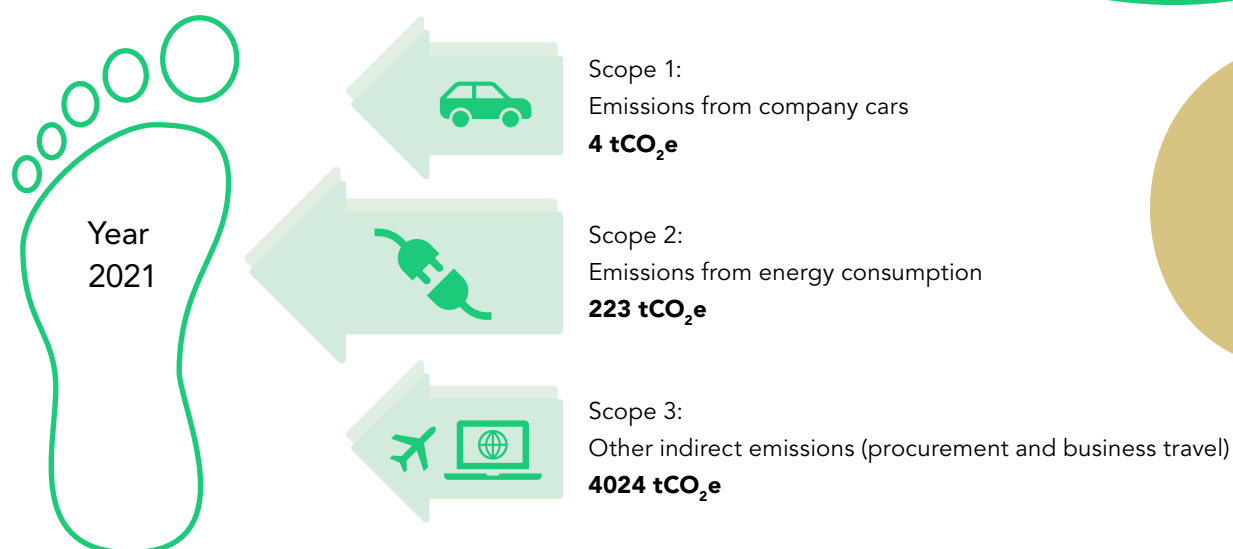 Year
2021
Scope 1:
Emissions from company cars
4 tCO₂e
Scope 2:
Emissions from energy consumption
223 tCO₂e
Scope 3:
Other indirect emissions (procurement and business travel)
4024 tCO₂e